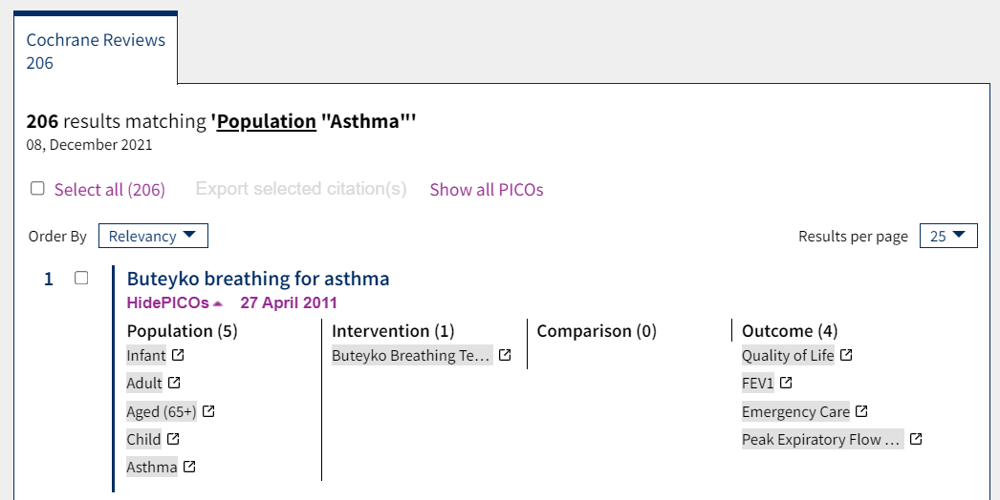 Cochrane Reviews
206
206 results matching 'Population "Asthma"'
08, December 2021
Select all (206) Export selected citation(s) Show all PICOs
Order By Relevancy Results per page 25
1 Buteyko breathing for asthma
HidePICOs 27 April 2011
Population (5) Intervention (1) Comparison (0) Outcome (4)
Infant Buteyko Breathing Te... Quality of Life
Adult FEV1
Aged (65+) Emergency Care
Child Peak Expiratory Flow ...
Asthma